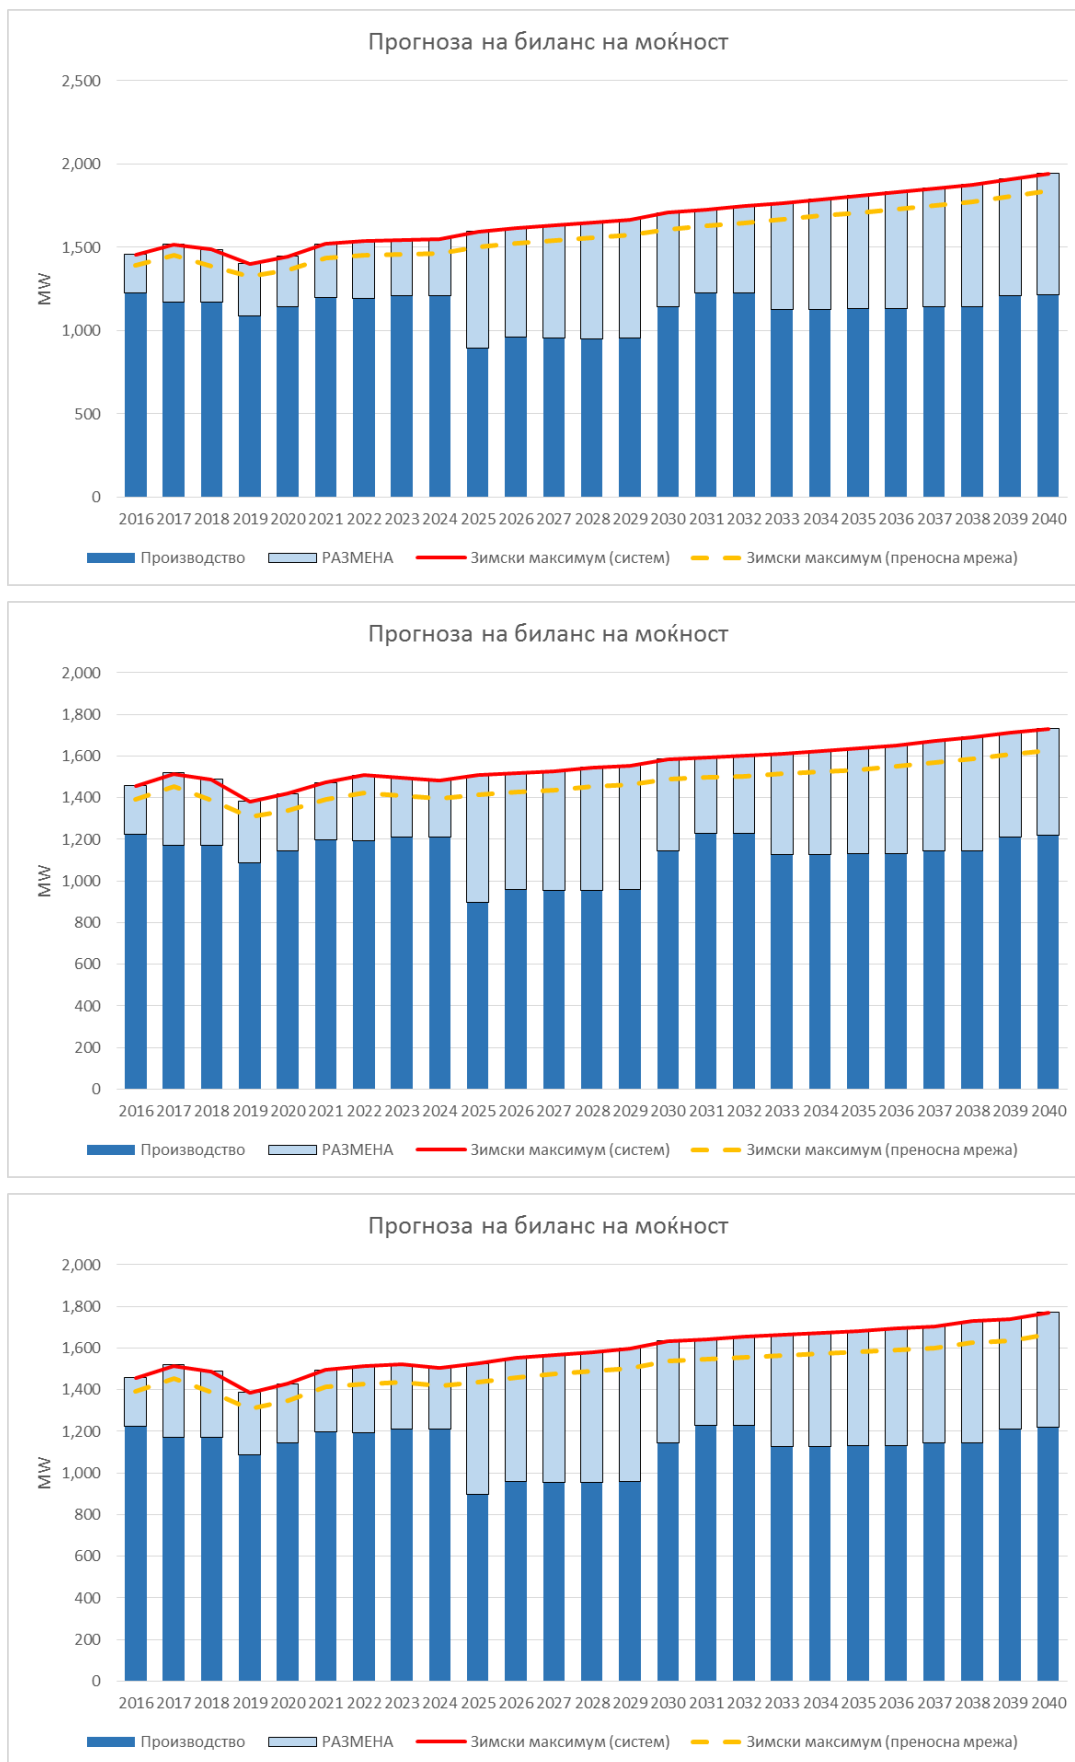 Прогноза на биланс на моќност
2,500
2,000
1,500
1,000
500
0
MW
2016 2017 2018 2019 2020 2021 2022 2023 2024 2025 2026 2027 2028 2029 2030 2031 2032 2033 2034 2035 2036 2037 2038 2039 2040
Производство РАЗМЕНА Зимски максимум (систем) Зимски максимум (преносна мрежа)
Прогноза на биланс на моќност
2,000
1,800
1,600
1,400
1,200
1,000
800
600
400
200
0
MW
2016 2017 2018 2019 2020 2021 2022 2023 2024 2025 2026 2027 2028 2029 2030 2031 2032 2033 2034 2035 2036 2037 2038 2039 2040
Производство РАЗМЕНА Зимски максимум (систем) Зимски максимум (преносна мрежа)
Прогноза на биланс на моќност
2,000
1,800
1,600
1,400
1,200
1,000
800
600
400
200
0
MW
2016 2017 2018 2019 2020 2021 2022 2023 2024 2025 2026 2027 2028 2029 2030 2031 2032 2033 2034 2035 2036 2037 2038 2039 2040
Производство РАЗМЕНА Зимски максимум (систем) Зимски максимум (преносна мрежа)